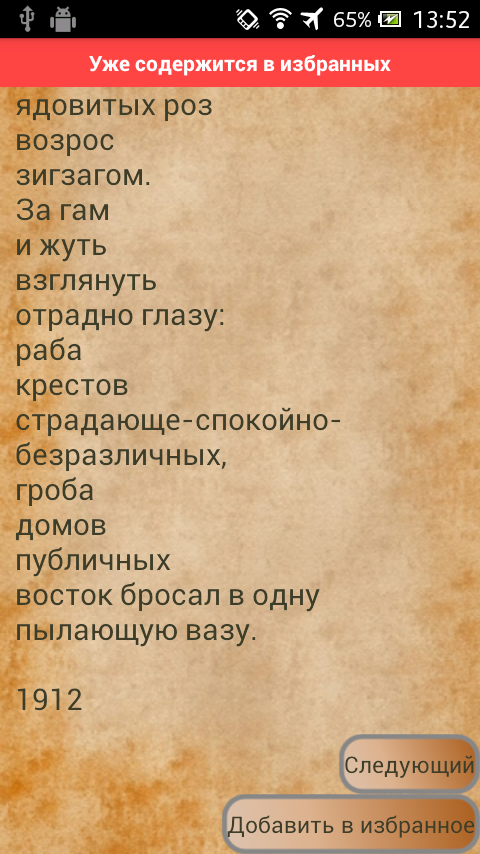 65% 13:52
Уже содержится в избранных
ядовитых роз
возрос
зигзагом.
За гам
и жуть
взглянуть
отрадно глазу:
раба
крестов
страдающе-спокойно-
безразличных,
гроба
домов
публичных
восток бросал в одну
пылающую вазу.
1912
Следующий
Добавить в избранное